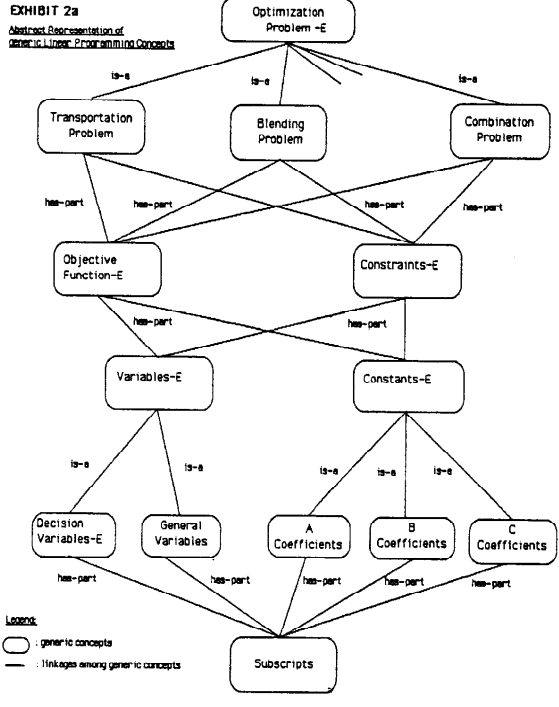 EXHIBIT 2a
Abstract Representation of
generic Linear Programming Concepts
Optimization
Problem -E
is-a
is-a
is-a
Transportation
Problem
Blending
Problem
Combination
Problem
has-part
has-part
has-part
has-part
Objective
Function-E
Constraints-E
has-part
has-part
Variables-E
Constants-E
is-a
is-a
is-a
is-a
is-a
Decision
Variables-E
General
Variables
A
Coefficients
B
Coefficients
C
Coefficients
has-part
has-part
has-part
has-part
has-part
Legend:
: generic concepts
: linkages among generic concepts
Subscripts